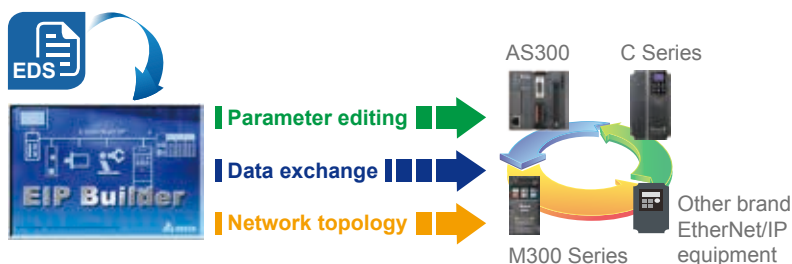 EDS
AS300
C Series
Parameter editing
Data exchange
EIP Builder
Network topology
Other brand
EtherNet/IP
equipment
M300 Series